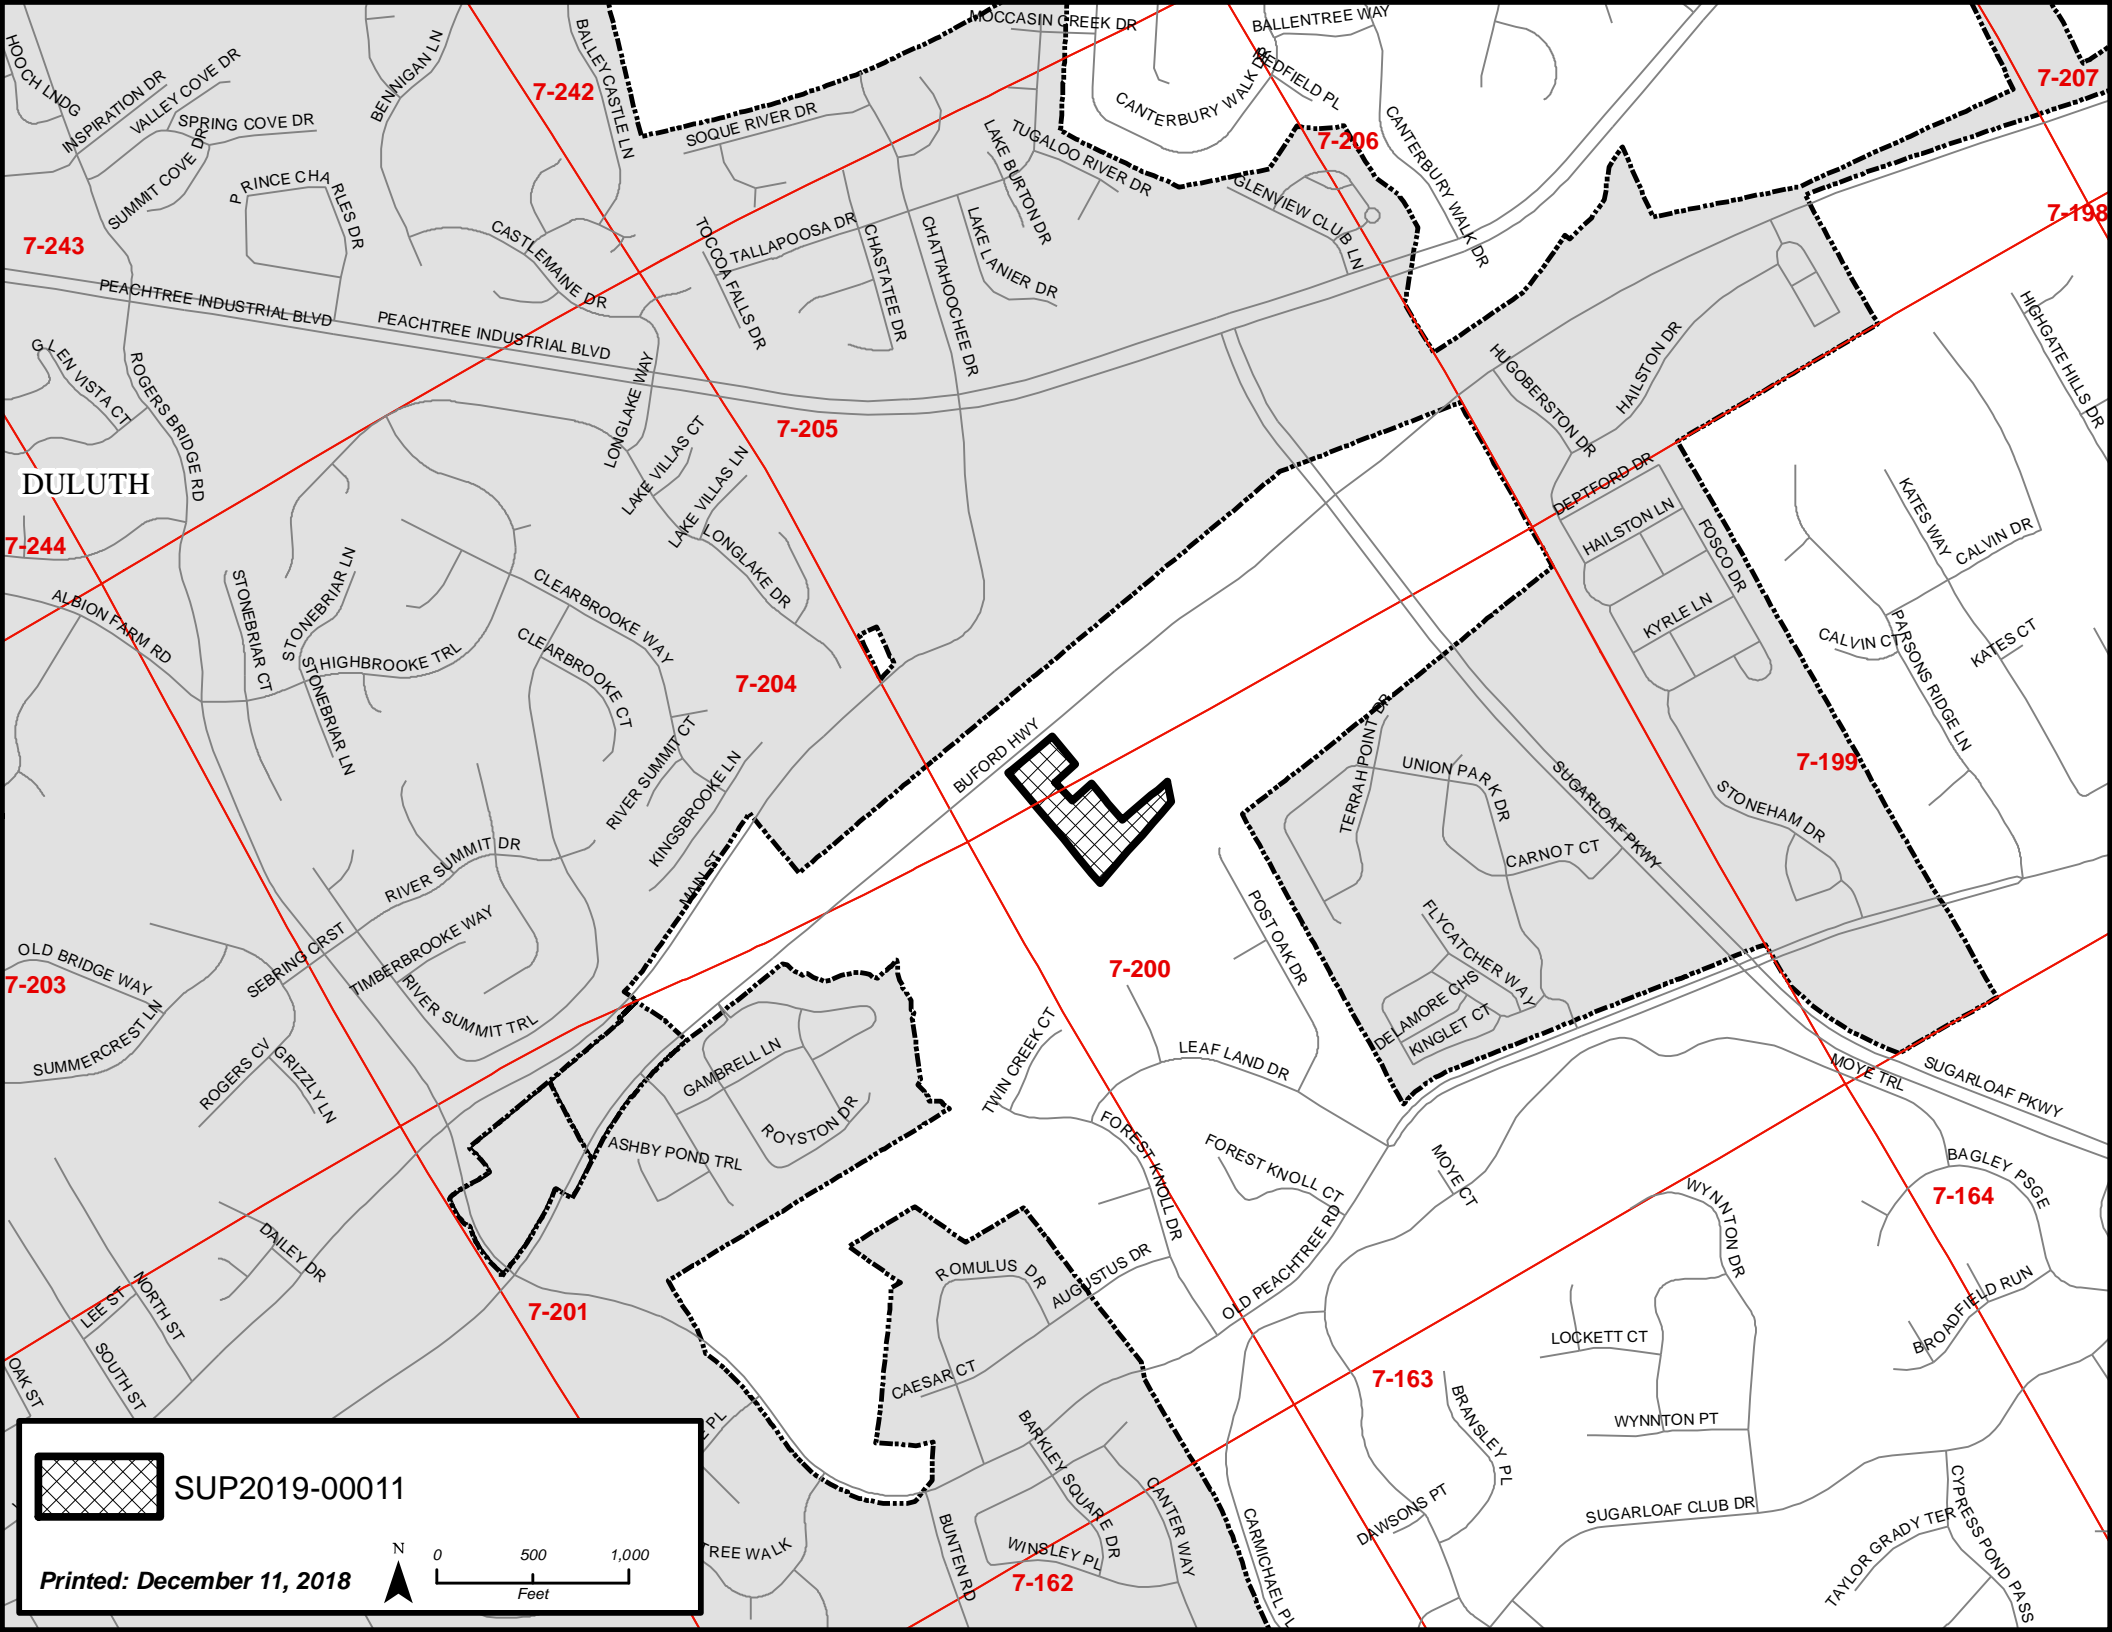 MOCCASIN CREEK DR
BALLENTREE WAY
HOOCH LNDG
INSPIRATION DR
VALLEY COVE DR
SPRING COVE DR
SUMMIT COVE DR
BENNIGAN LN
BALLEY CASTLE LN
7-242
SOQUE RIVER DR
CANTERBURY WALK DR
MEDFIELD PL
7-206
CANTERBURY WALK DR
7-207
7-198
PRINCE CHARLES DR
7-243
CASTLEMAINE DR
TOCCOA FALLS DR
TALLAPOOSA DR
CHASTATEE DR
CHATTAHOOCHEE DR
LAKE BURTON DR
TUGALOO RIVER DR
LAKE LANIER DR
GLENVIEW CLUB LN
PEACHTREE INDUSTRIAL BLVD
PEACHTREE INDUSTRIAL BLVD
GLEN VISTA CT
ROGERS BRIDGE RD
LONGLAKE WAY
LAKE VILLAS CT
LAKE VILLAS LN
LONGLAKE DR
7-205
HUGOBERSTON DR
HAILSTON DR
HIGHGATE HILLS DR
DULUTH
7-244
DEPTFORD DR
HAILSTON LN
FOSCO DR
KYRLE LN
KATES WAY
CALVIN DR
CALVIN CT
PARSONS RIDGE LN
KATES CT
ALBION FARM RD
STONEBRIAR CT
STONEBRIAR LN
STONEBRIAR LN
HIGHBROOKE TRL
CLEARBROOKE WAY
CLEARBROOKE CT
7-204
RIVER SUMMIT CT
KINGSBROOKE LN
MAIN ST
BUFORD HWY
TERRAH POINT DR
UNION PARK DR
CARNOT CT
SUGARLOAF PKWY
7-199
STONEHAM DR
RIVER SUMMIT DR
TIMBERBROOKE WAY
SEBRING CRST
RIVER SUMMIT TRL
OLD BRIDGE WAY
7-203
SUMMERCREST LN
ROGERS CV
GRIZZLY LN
POST OAK DR
7-200
FLYCATCHER WAY
DELAMORE CHS
KINGLET CT
GAMBRELL LN
ROYSTON DR
ASHBY POND TRL
TWIN CREEK CT
LEAF LAND DR
FOREST KNOLL DR
FOREST KNOLL CT
MOYE CT
MOYE TRL
SUGARLOAF PKWY
BAGLEY PSGE
7-164
DAILEY DR
NORTH ST
LEE ST
SOUTH ST
OAK ST
7-201
ROMULUS DR
AUGUSTUS DR
OLD PEACHTREE RD
WYNNTON DR
LOCKETT CT
BROADFIELD RUN
CAESAR CT
7-163
BRANSLEY PL
WYNNTON PT
BARKLEY SQUARE DR
CANTER WAY
WINSLEY PL
7-162
BUNTEN RD
CARMICHAEL PL
DAWSONS PT
SUGARLOAF CLUB DR
TAYLOR GRADY TER
CYPRESS POND PASS
PL
TREE WALK
SUP2019-00011
Printed: December 11, 2018
N
0 500 1,000
Feet